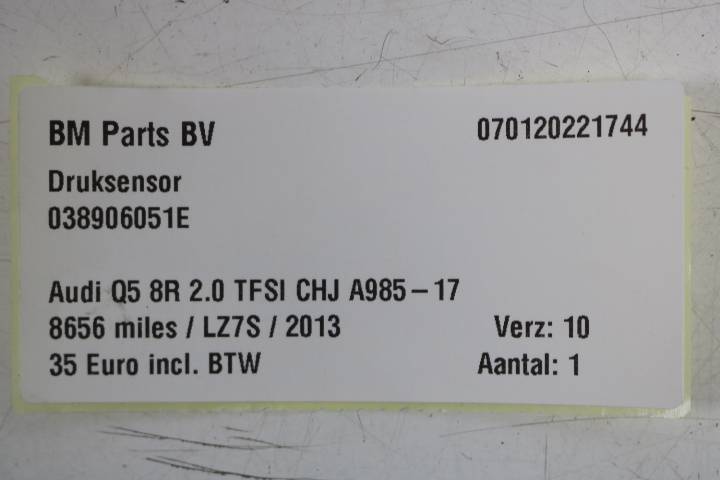 BM Parts BV 070120221744
Druksensor
038906051E
Audi Q5 8R 2.0 TFSI CHJ A985-17
8656 miles / LZ7S / 2013 Verz: 10
35 Euro incl. BTW Aantal: 1